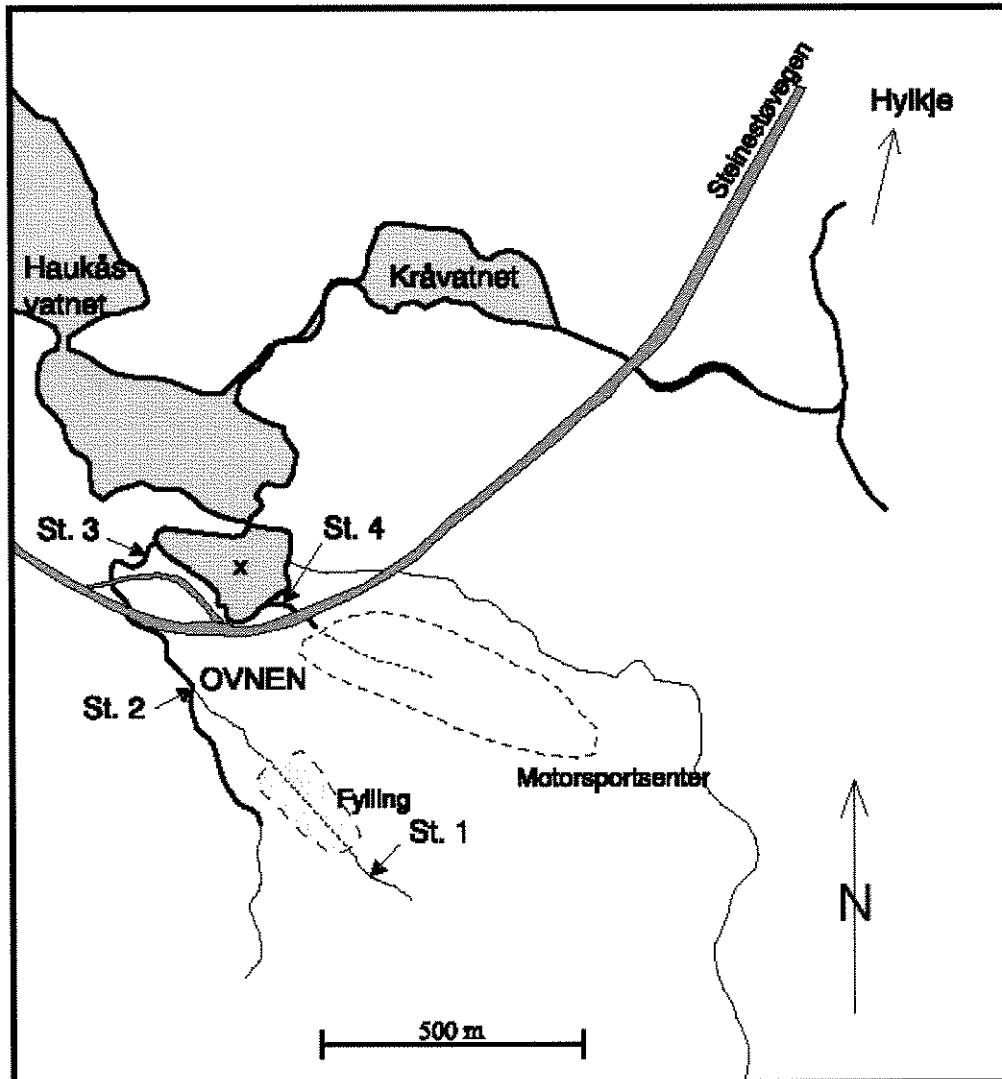 Steinestøvegen
Hylkje
Haukås-
vatnet
Kråvatnet
St. 3
x
St. 4
OVNEN
St. 2
Motorsportsenter
Fylling
St. 1
N
500 m